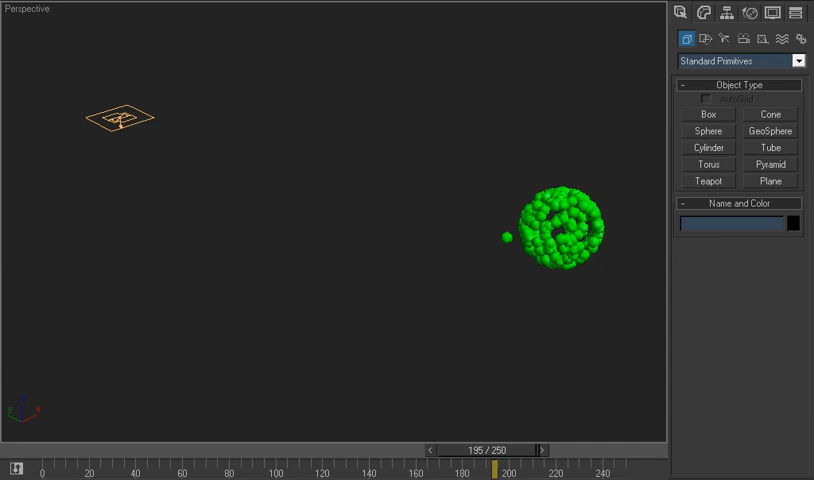 Perspective
Standard Primitives
- Object Type
AutoGrid
Box Cone
Sphere GeoSphere
Cylinder Tube
Torus Pyramid
Teapot Plane
- Name and Color
z
y x
< 195 / 250 >
0 20 40 60 80 100 120 140 160 180 200 220 240